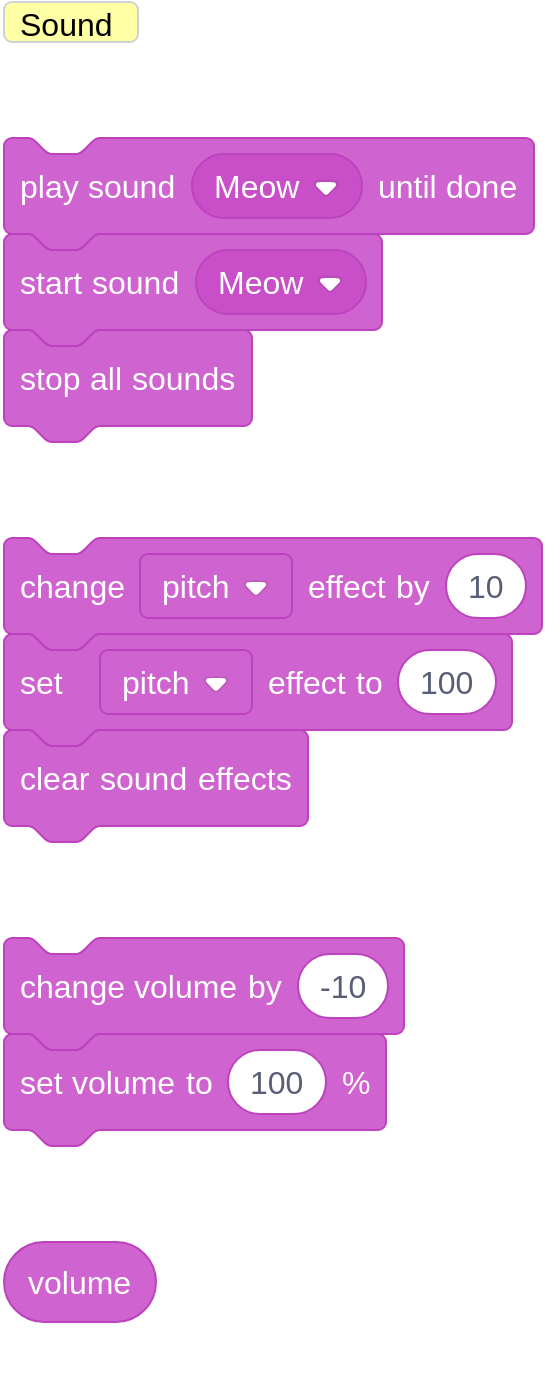 Sound
play sound Meow until done
start sound Meow
stop all sounds
change pitch effect by 10
set pitch effect to 100
clear sound effects
change volume by -10
set volume to 100 %
volume